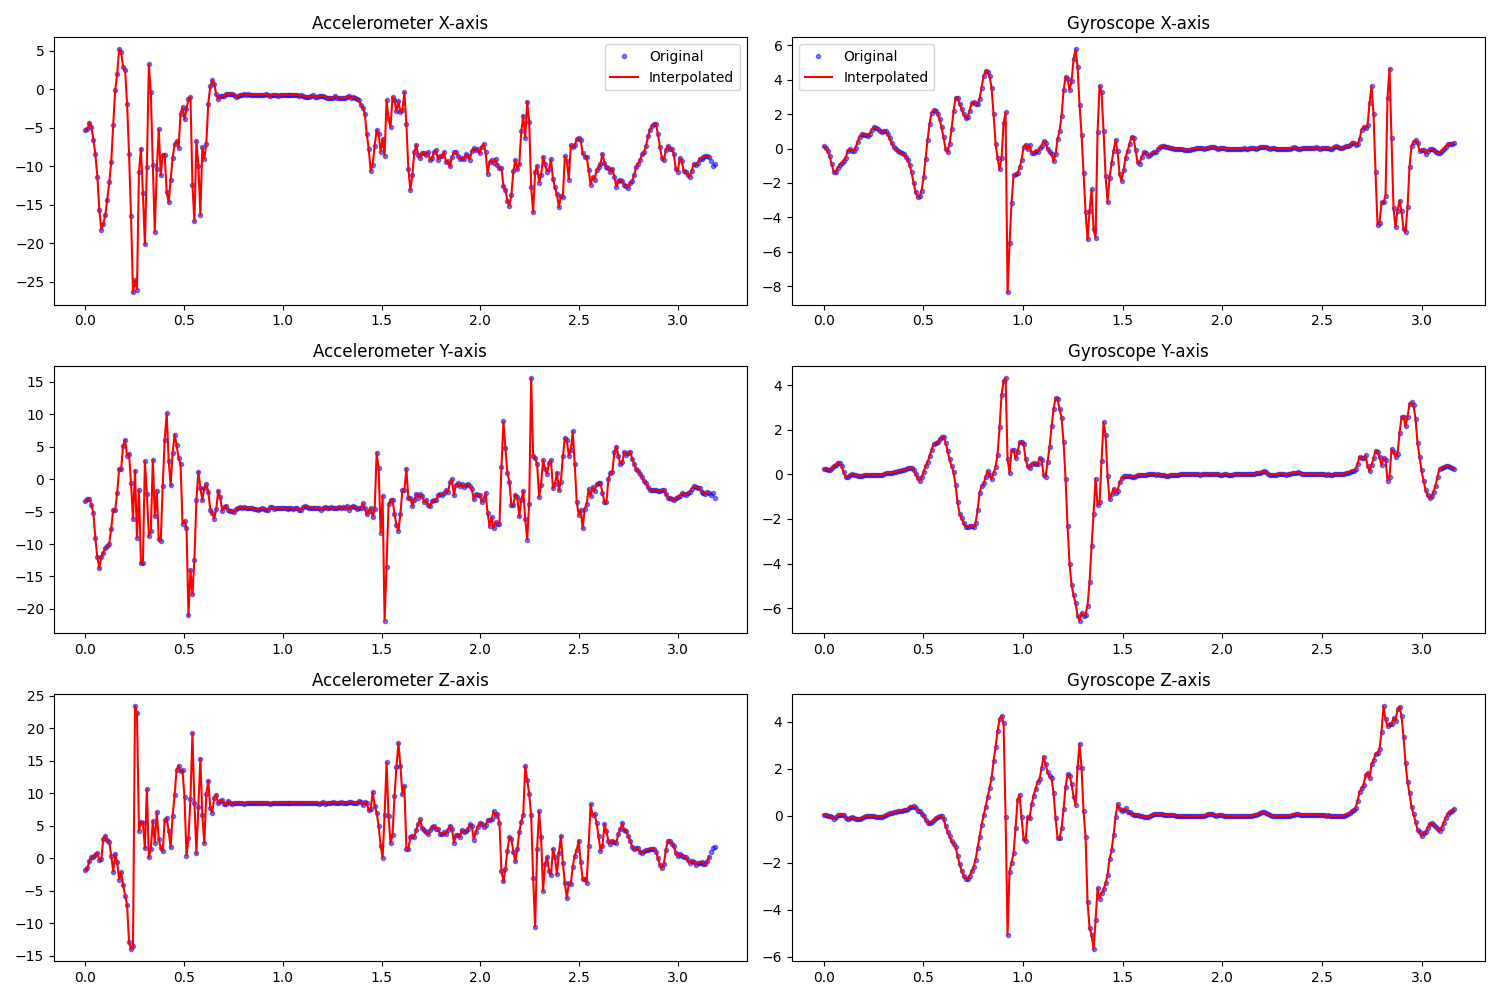 Accelerometer X-axis
5
0
−5
−10
−15
−20
−25
Original
Interpolated
0.0 0.5 1.0 1.5 2.0 2.5 3.0
Gyroscope X-axis
6
4
2
0
−2
−4
−6
−8
Original
Interpolated
0.0 0.5 1.0 1.5 2.0 2.5 3.0
Accelerometer Y-axis
15
10
5
0
−5
−10
−15
−20
0.0 0.5 1.0 1.5 2.0 2.5 3.0
Gyroscope Y-axis
4
2
0
−2
−4
−6
0.0 0.5 1.0 1.5 2.0 2.5 3.0
Accelerometer Z-axis
25
20
15
10
5
0
−5
−10
−15
0.0 0.5 1.0 1.5 2.0 2.5 3.0
Gyroscope Z-axis
4
2
0
−2
−4
−6
0.0 0.5 1.0 1.5 2.0 2.5 3.0